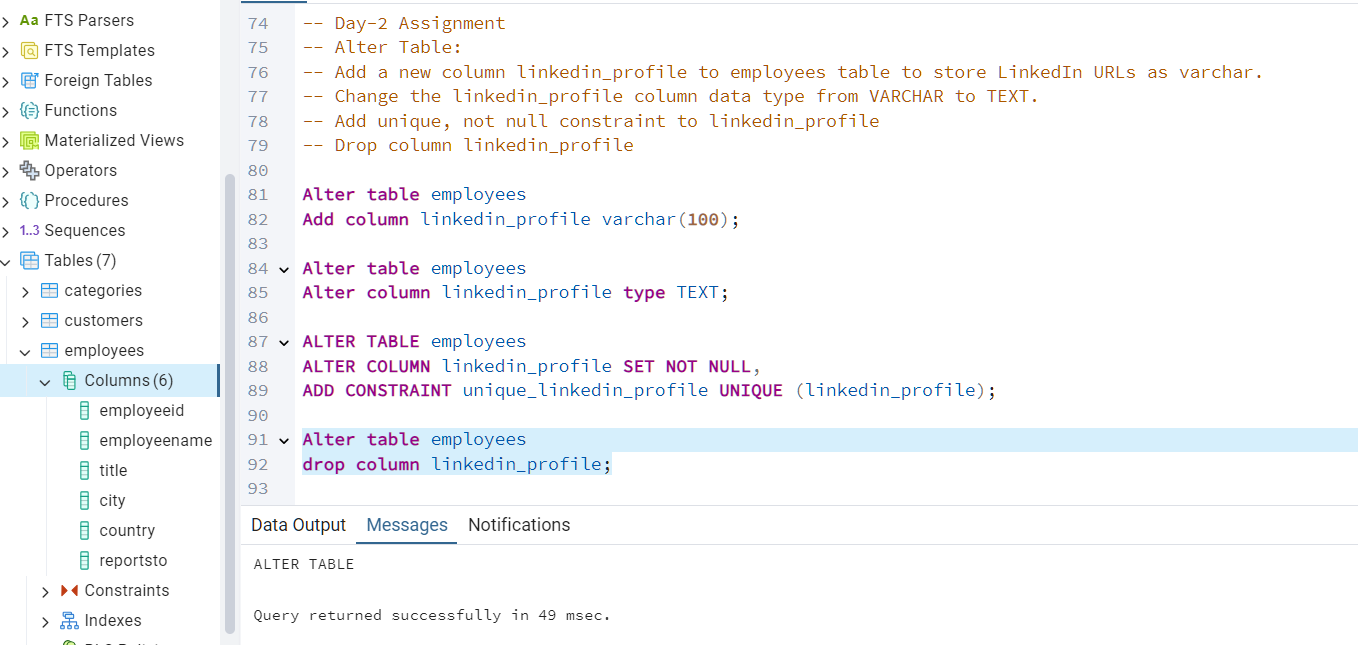 Aa FTS Parsers
FTS Templates
Foreign Tables
Functions
Materialized Views
Operators
Procedures
1..3 Sequences
Tables (7)
categories
customers
employees
Columns (6)
employeeid
employeename
title
city
country
reportsto
Constraints
Indexes
74 -- Day-2 Assignment
75 -- Alter Table:
76 -- Add a new column linkedin_profile to employees table to store LinkedIn URLs as varchar.
77 -- Change the linkedin_profile column data type from VARCHAR to TEXT.
78 -- Add unique, not null constraint to linkedin_profile
79 -- Drop column linkedin_profile
80
81 Alter table employees
82 Add column linkedin_profile varchar(100);
83
84 Alter table employees
85 Alter column linkedin_profile type TEXT;
86
87 ALTER TABLE employees
88 ALTER COLUMN linkedin_profile SET NOT NULL,
89 ADD CONSTRAINT unique_linkedin_profile UNIQUE (linkedin_profile);
90
91 Alter table employees
92 drop column linkedin_profile;
93
Data Output Messages Notifications
ALTER TABLE
Query returned successfully in 49 msec.